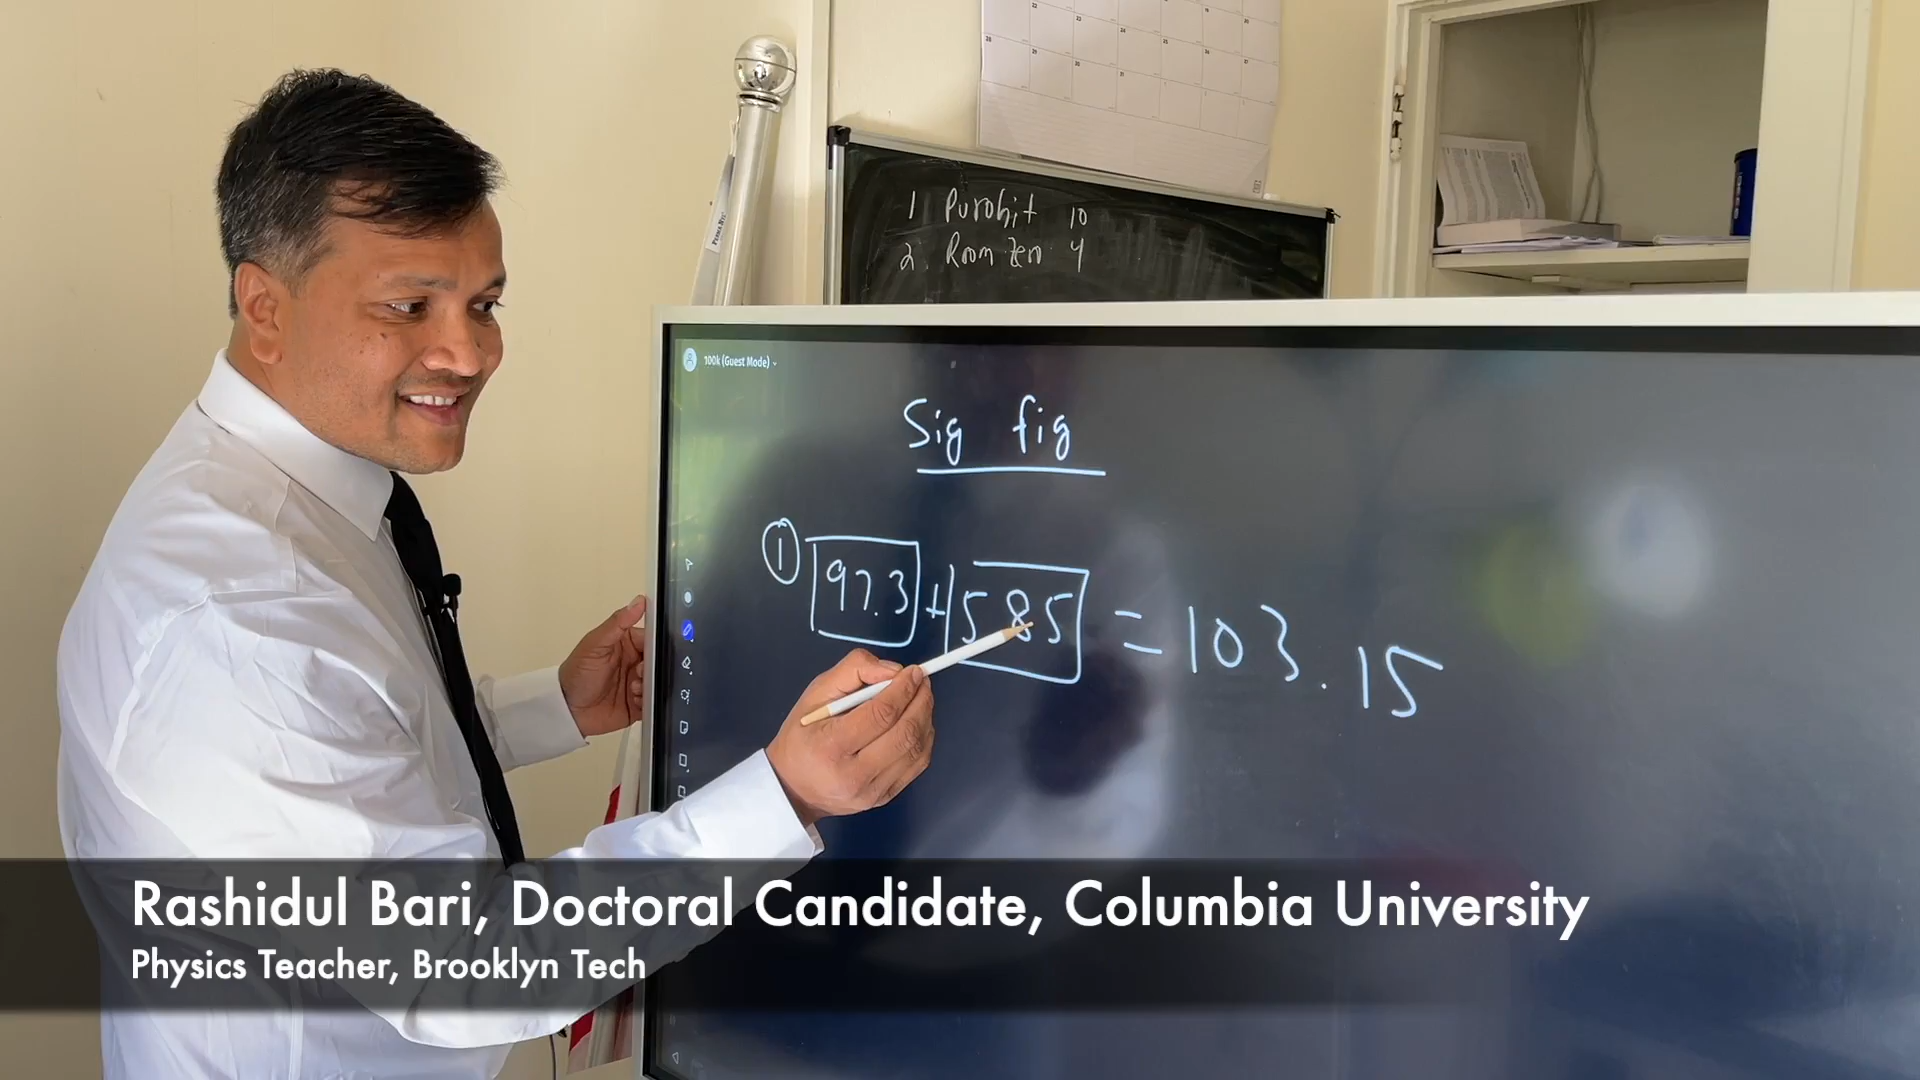 1 Purohit 10
2. Room Zero 4
100k (Guest Mode)
Sig fig
1 97.3 + 5.85 = 103.15
Rashidul Bari, Doctoral Candidate, Columbia University
Physics Teacher, Brooklyn Tech